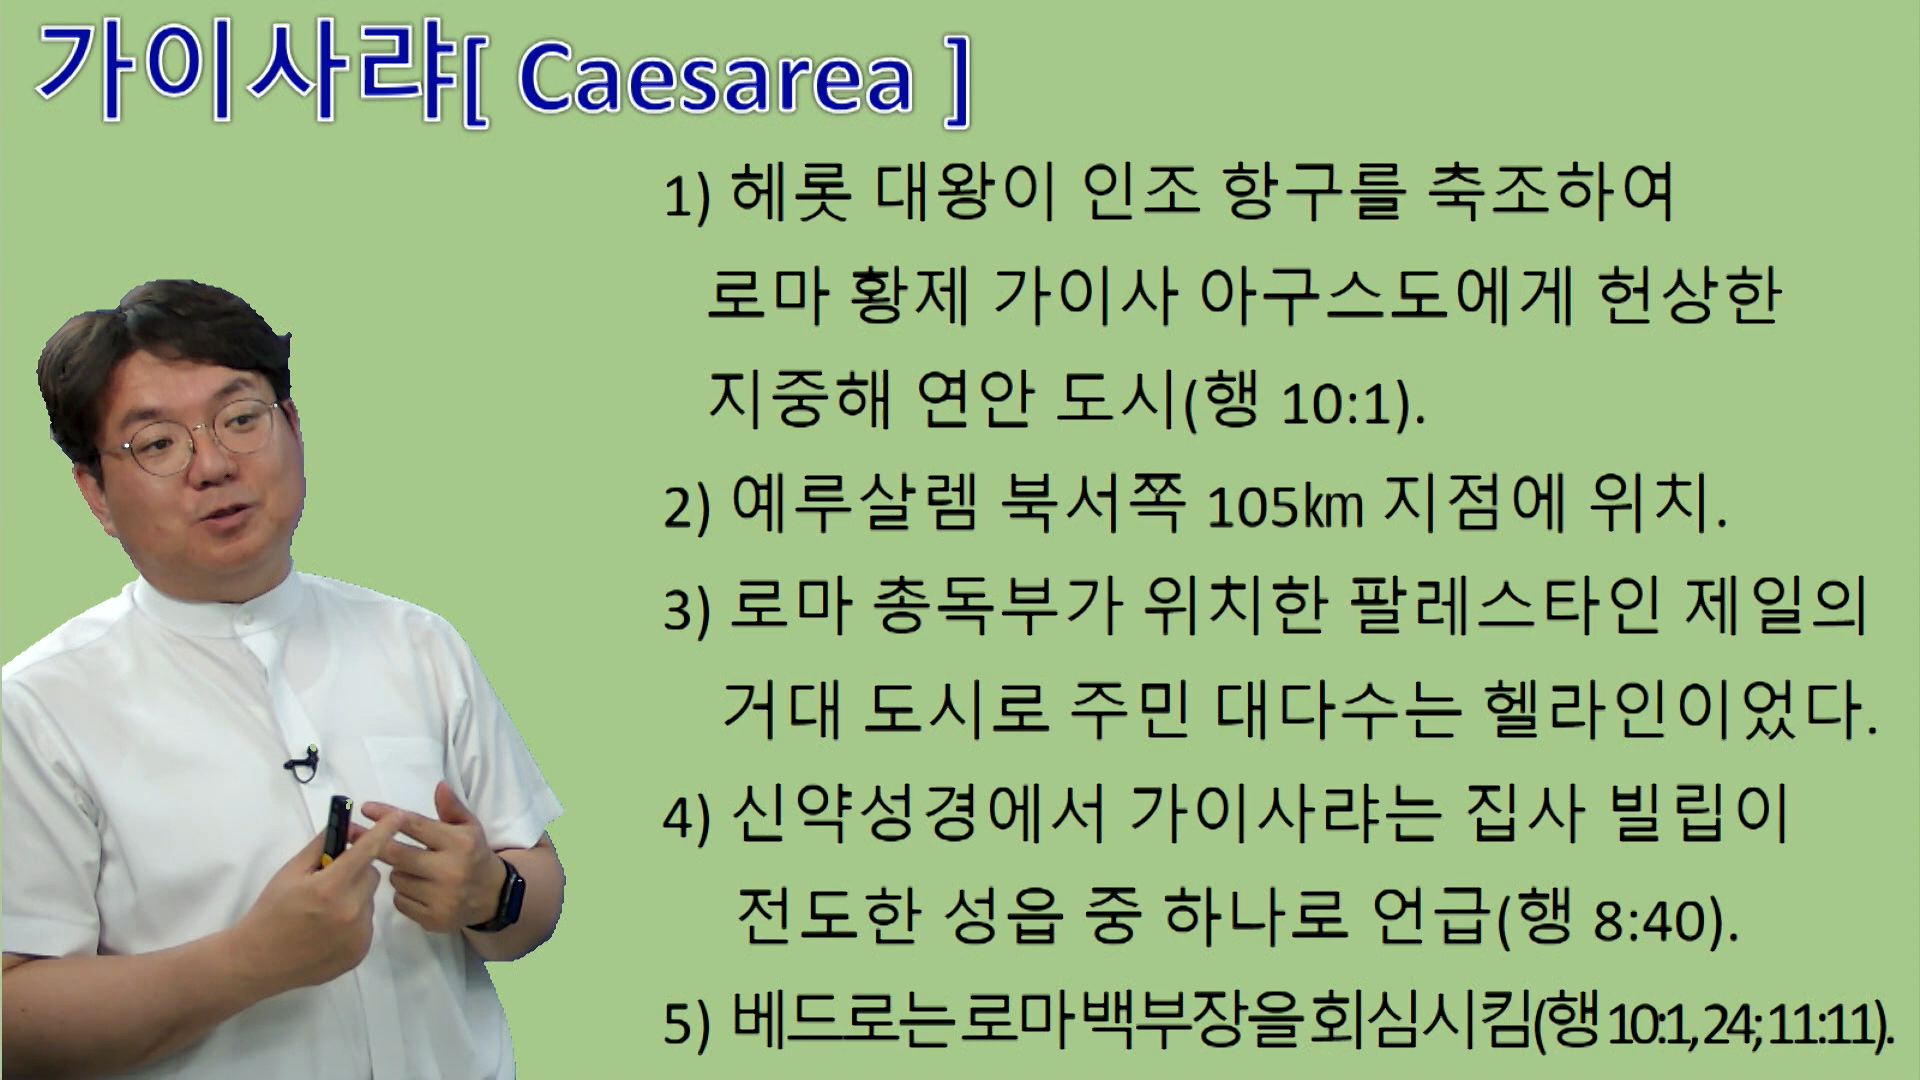 가이사랴[ Caesarea ]
1) 헤롯 대왕이 인조 항구를 축조하여
로마 황제 가이사 아구스도에게 헌상한
지중해 연안 도시(행 10:1).
2) 예루살렘 북서쪽 105㎞ 지점에 위치.
3) 로마 총독부가 위치한 팔레스타인 제일의
거대 도시로 주민 대다수는 헬라인이었다.
4) 신약성경에서 가이사랴는 집사 빌립이
전도한 성읍 중 하나로 언급(행 8:40).
5) 베드로는 로마 백부장을 회심시킴(행 10:1, 24; 11:11).